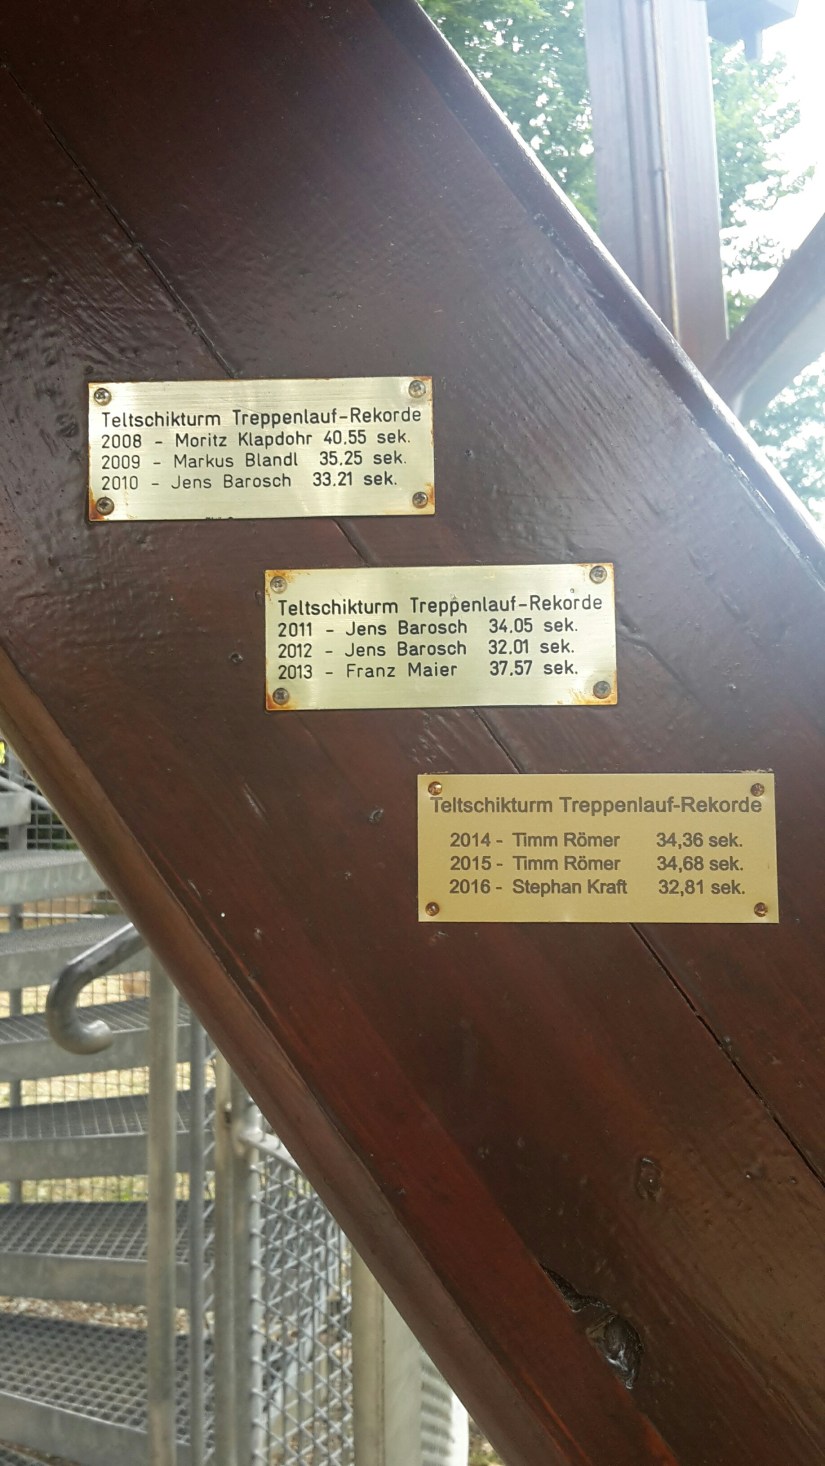 Teltschikturm Treppenlauf-Rekorde
2008 - Moritz Klapdohr 40.55 sek.
2009 - Markus Blandl 35.25 sek.
2010 - Jens Barosch 33.21 sek.
Teltschikturm Treppenlauf-Rekorde
2011 - Jens Barosch 34.05 sek.
2012 - Jens Barosch 32.01 sek.
2013 - Franz Maier 37.57 sek.
Teltschikturm Treppenlauf-Rekorde
2014 - Timm Römer 34,36 sek.
2015 - Timm Römer 34,68 sek.
2016 - Stephan Kraft 32,81 sek.